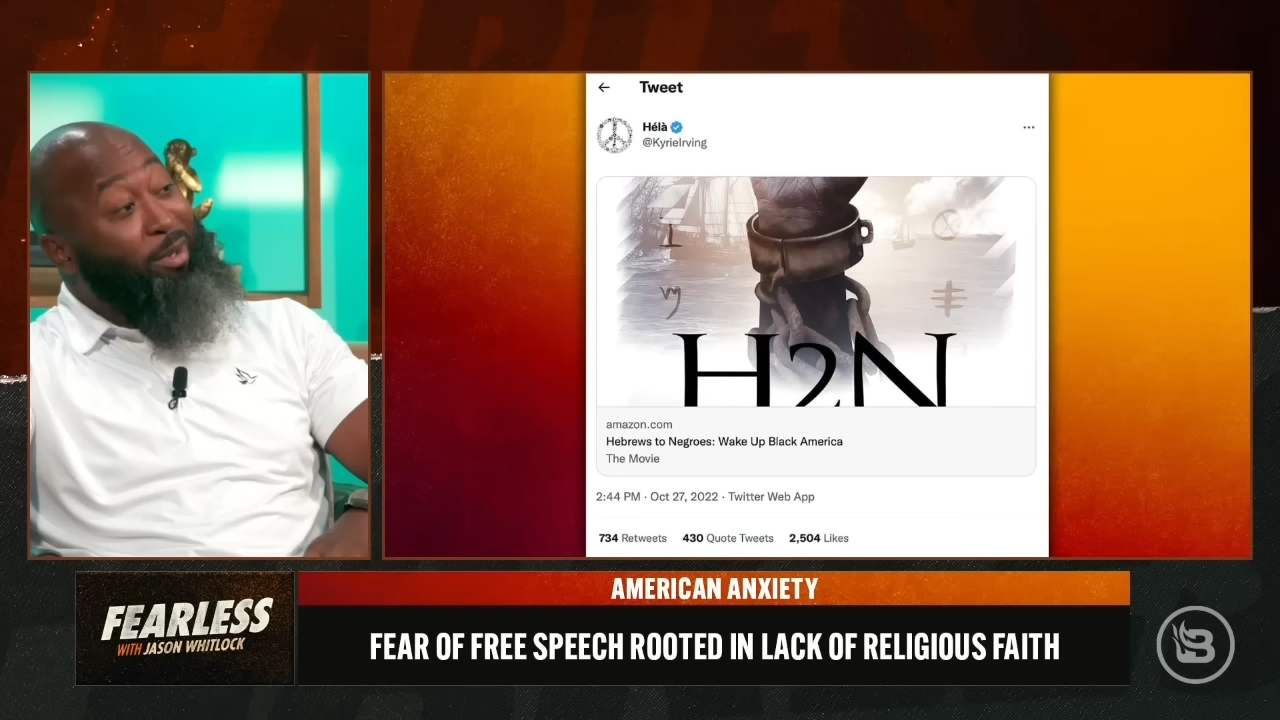 Tweet
Hélà
@KyrieIrving
H2N
amazon.com
Hebrews to Negroes: Wake Up Black America
The Movie
2:44 PM · Oct 27, 2022 · Twitter Web App
734 Retweets 430 Quote Tweets 2,504 Likes
AMERICAN ANXIETY
FEARLESS
WITH JASON WHITLOCK
FEAR OF FREE SPEECH ROOTED IN LACK OF RELIGIOUS FAITH
B